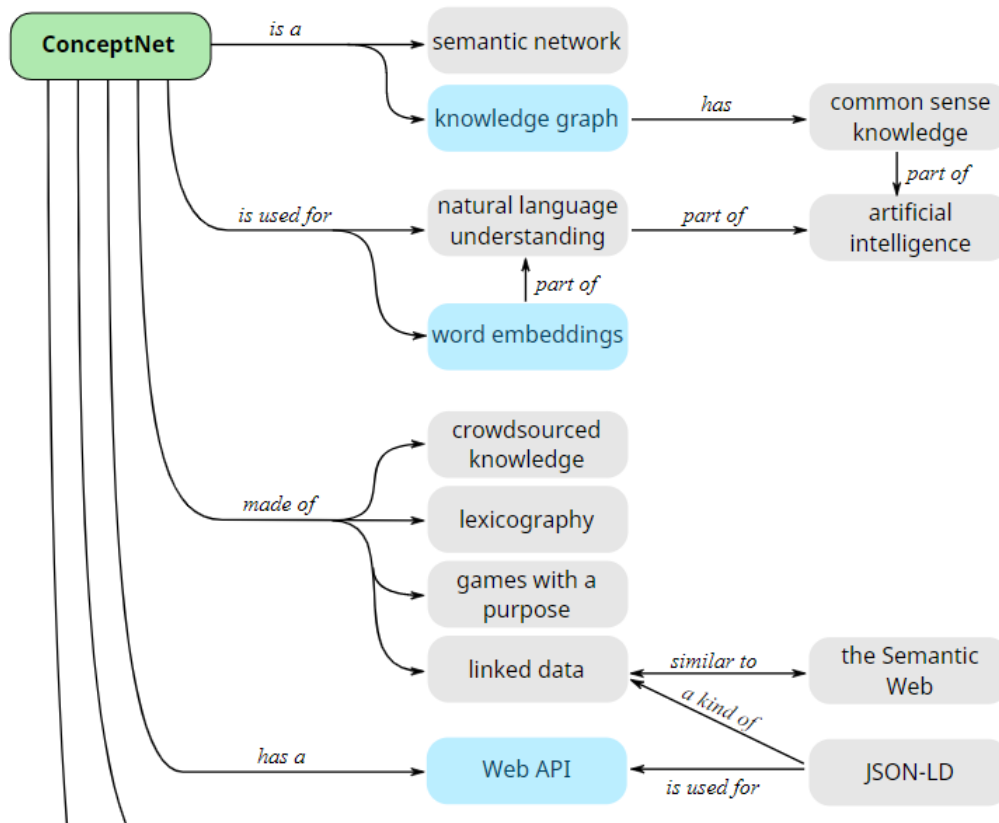 ConceptNet
is a
semantic network
knowledge graph
has
common sense
knowledge
part of
is used for
natural language
understanding
part of
artificial
intelligence
part of
word embeddings
made of
crowdsourced
knowledge
lexicography
games with a
purpose
linked data
similar to
the Semantic
Web
a kind of
has a
Web API
is used for
JSON-LD